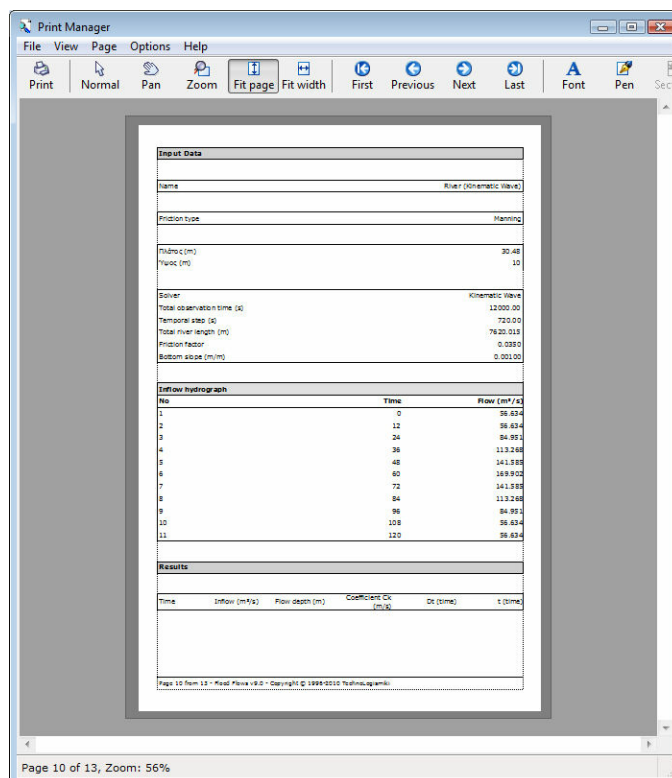 Print Manager
File View Page Options Help
Print Normal Pan Zoom Fit page Fit width First Previous Next Last Font Pen Sec
Input Data
Name River (Kinematic Wave)
Friction type Manning
Πλάτος (m) 30.48
Ύψος (m) 10
Solver Kinematic Wave
Total observation time (s) 12000.00
Temporal step (s) 720.00
Total river length (m) 7620.015
Friction factor 0.0350
Bottom slope (m/m) 0.00100
Inflow hydrograph
No Time Flow (m³/s)
1 0 56.634
2 12 56.634
3 24 84.951
4 36 113.268
5 48 141.585
6 60 169.902
7 72 141.585
8 84 113.268
9 96 84.951
10 108 56.634
11 120 56.634
Results
Time Inflow (m³/s) Flow depth (m) Coefficient Ck (m/s) Dt (time) t (time)
Page 10 from 13 - Flood Flows v9.0 - Copyright © 1998-2010 TechnoLogismiki
Page 10 of 13, Zoom: 56%